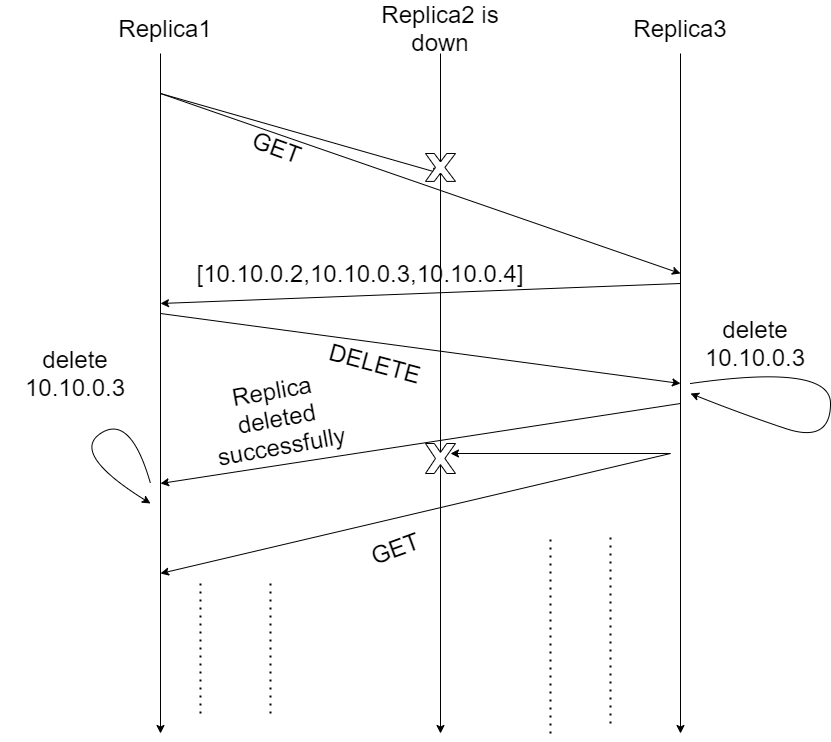 Replica1
Replica2 is
down
Replica3
GET
X
[10.10.0.2,10.10.0.3,10.10.0.4]
DELETE
delete
10.10.0.3
delete
10.10.0.3
Replica
deleted
successfully
X
GET